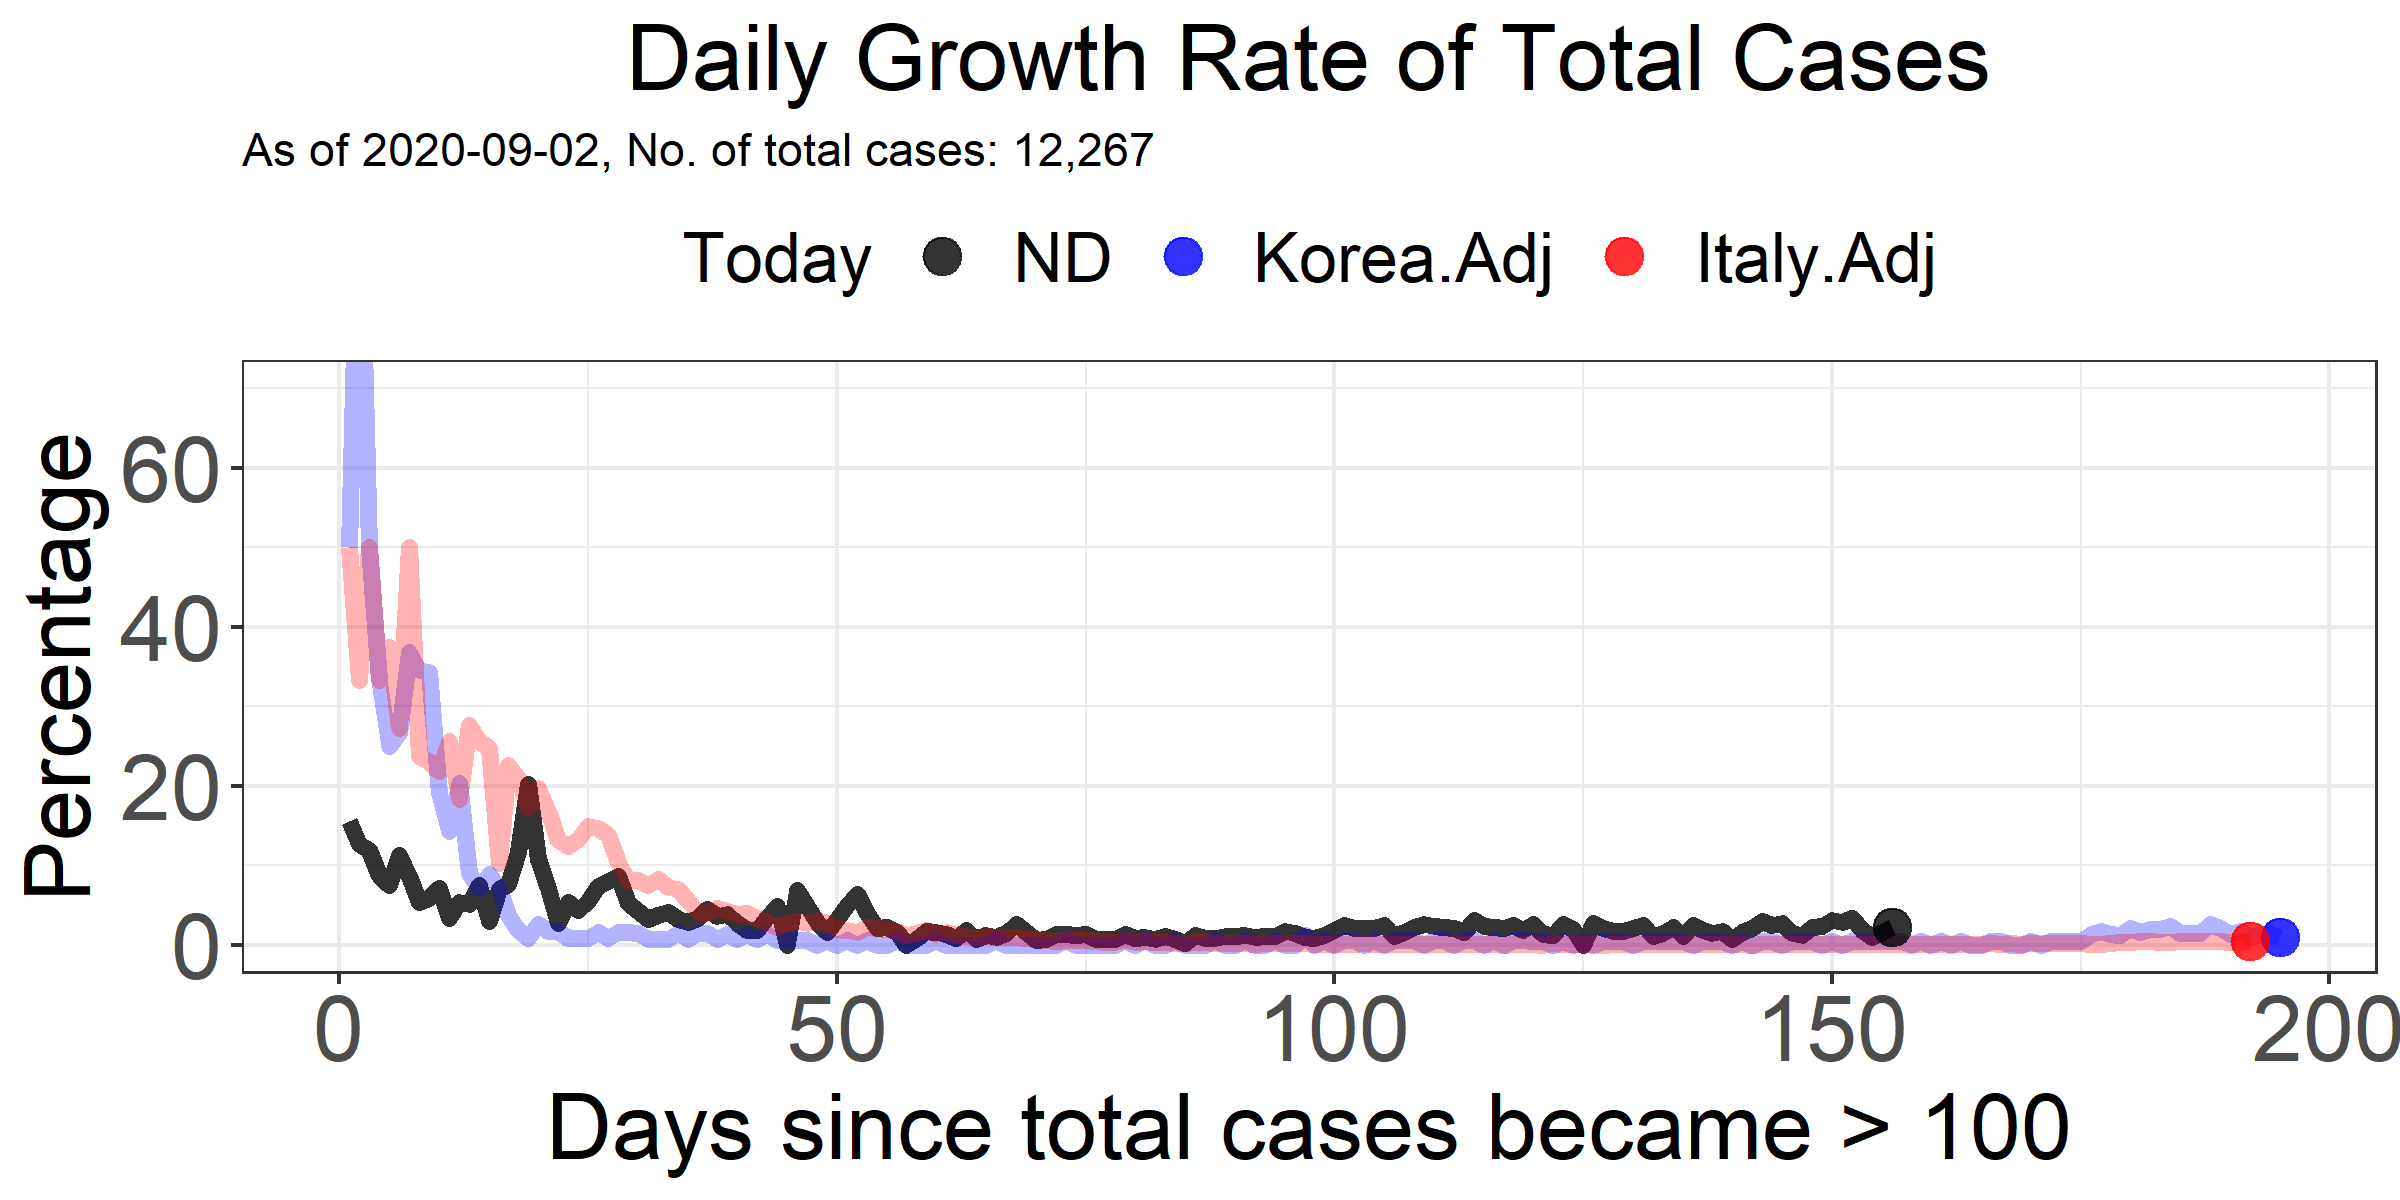 Daily Growth Rate of Total Cases
As of 2020-09-02, No. of total cases: 12,267
Today ND Korea.Adj Italy.Adj
Percentage
60
40
20
0
0 50 100 150 200
Days since total cases became > 100